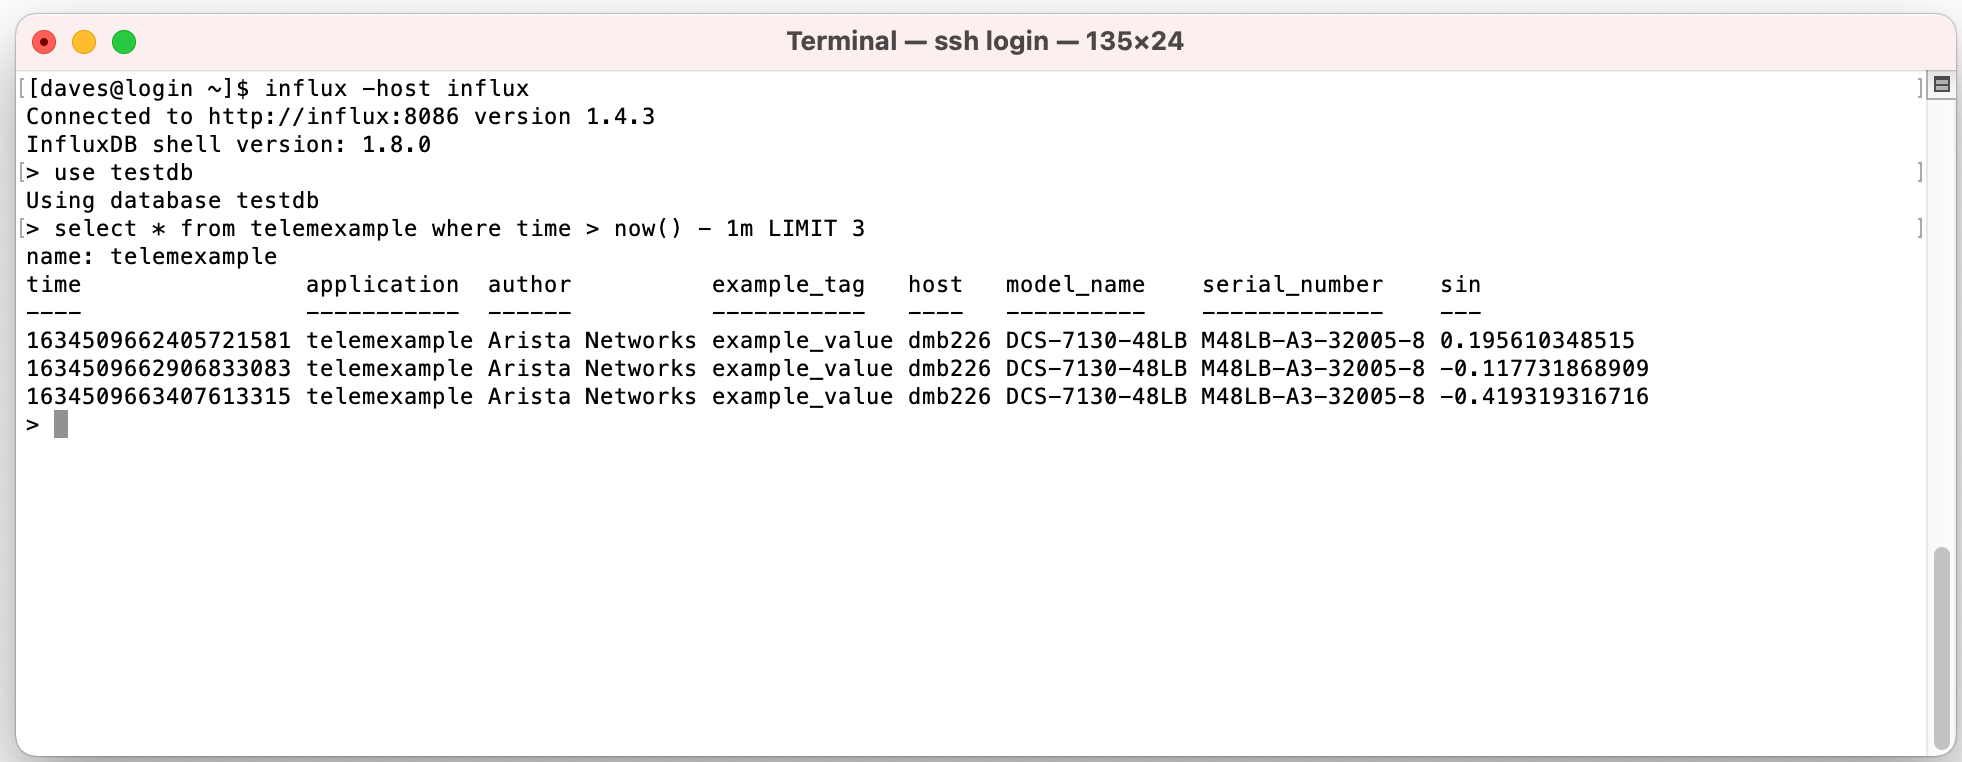 Terminal — ssh login — 135×24
[[daves@login ~]$ influx -host influx ]
Connected to http://influx:8086 version 1.4.3
InfluxDB shell version: 1.8.0
[> use testdb ]
Using database testdb
[> select * from telemexample where time > now() - 1m LIMIT 3 ]
name: telemexample
time                application  author          example_tag   host   model_name    serial_number    sin
----                -----------  ------          -----------   ----   ----------    -------------    ---
1634509662405721581 telemexample Arista Networks example_value dmb226 DCS-7130-48LB M48LB-A3-32005-8 0.195610348515
1634509662906833083 telemexample Arista Networks example_value dmb226 DCS-7130-48LB M48LB-A3-32005-8 -0.117731868909
1634509663407613315 telemexample Arista Networks example_value dmb226 DCS-7130-48LB M48LB-A3-32005-8 -0.419319316716
>